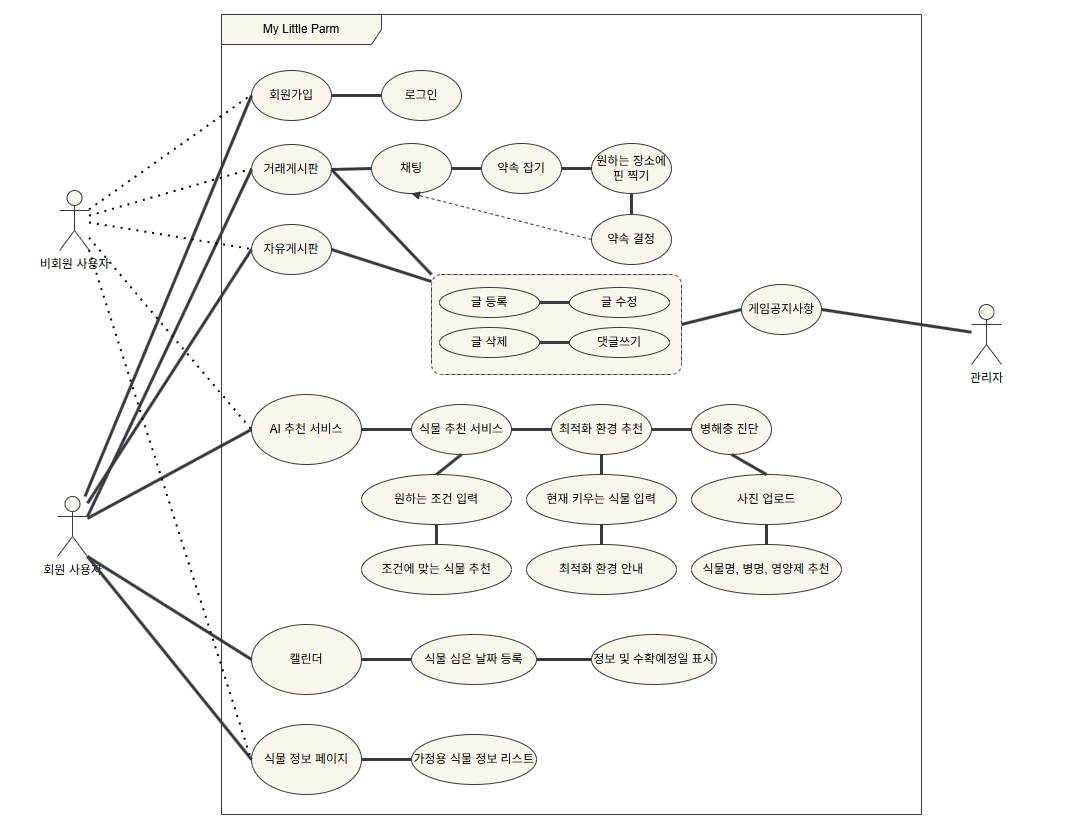 My Little Parm
회원가입
로그인
거래게시판
채팅
약속 잡기
원하는 장소에
핀 찍기
비회원 사용자
자유게시판
약속 결정
글 등록
글 수정
글 삭제
댓글쓰기
게임공지사항
관리자
AI 추천 서비스
식물 추천 서비스
최적화 환경 추천
병해충 진단
원하는 조건 입력
현재 키우는 식물 입력
사진 업로드
회원 사용자
조건에 맞는 식물 추천
최적화 환경 안내
식물명, 병명, 영양제 추천
캘린더
식물 심은 날짜 등록
정보 및 수확예정일 표시
식물 정보 페이지
가정용 식물 정보 리스트